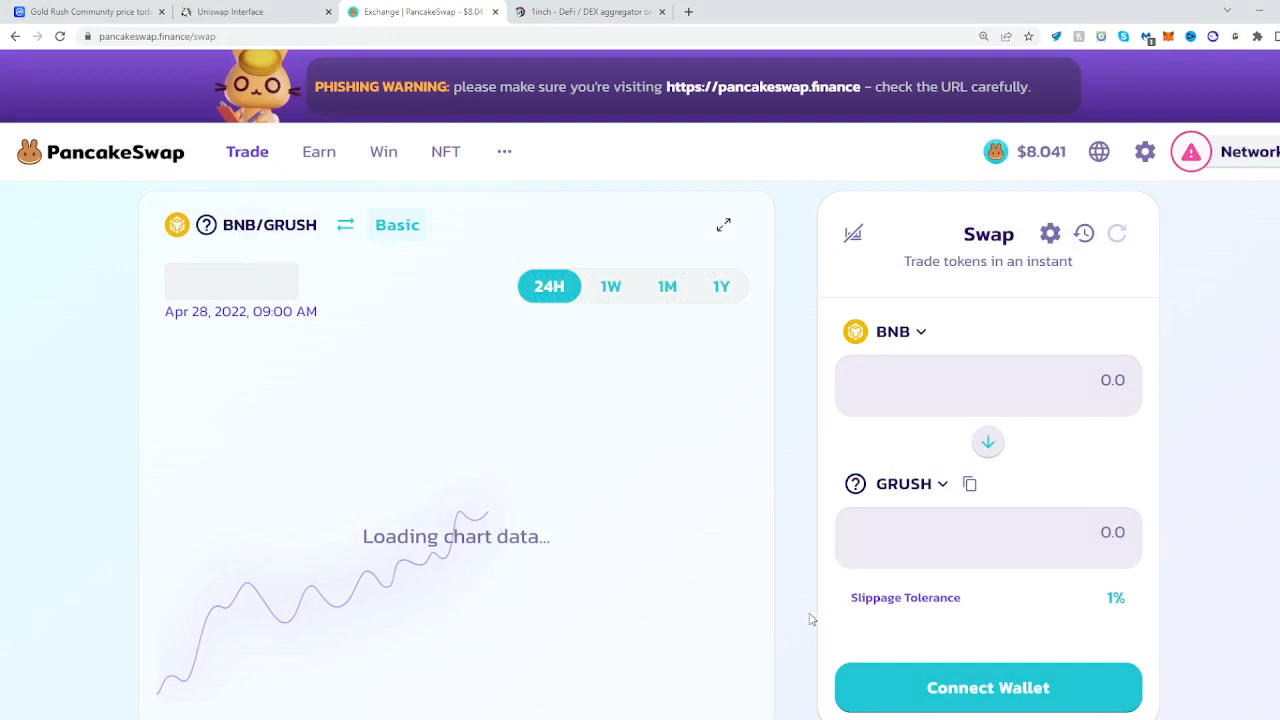 Gold Rush Community price toda
Uniswap Interface
Exchange | PancakeSwap - $8.04
1inch - DeFi / DEX aggregator on
pancakeswap.finance/swap
1
PHISHING WARNING: please make sure you're visiting https://pancakeswap.finance - check the URL carefully.
PancakeSwap
Trade
Earn
Win
NFT
$8.041
Network
BNB/GRUSH
Basic
Apr 28, 2022, 09:00 AM
24H
1W
1M
1Y
Loading chart data...
Swap
Trade tokens in an instant
BNB
0.0
GRUSH
0.0
Slippage Tolerance
1%
Connect Wallet